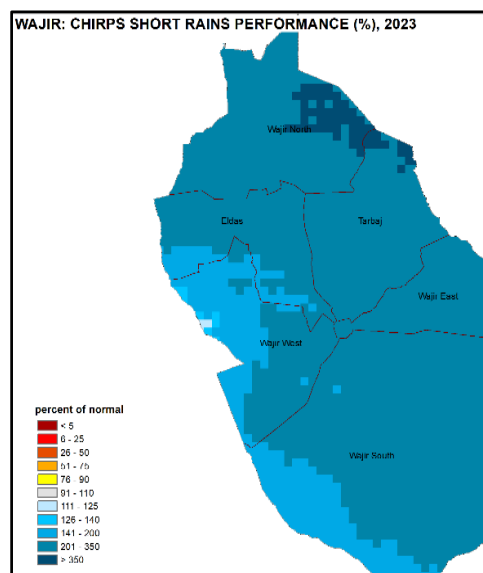 WAJIR: CHIRPS SHORT RAINS PERFORMANCE (%), 2023
Wajir North
Eldas
Tarbaj
Wajir East
Wajir West
Wajir South
percent of normal
< 5
6 - 25
26 - 50
51 - 75
76 - 90
91 - 110
111 - 125
126 - 140
141 - 200
201 - 350
> 350